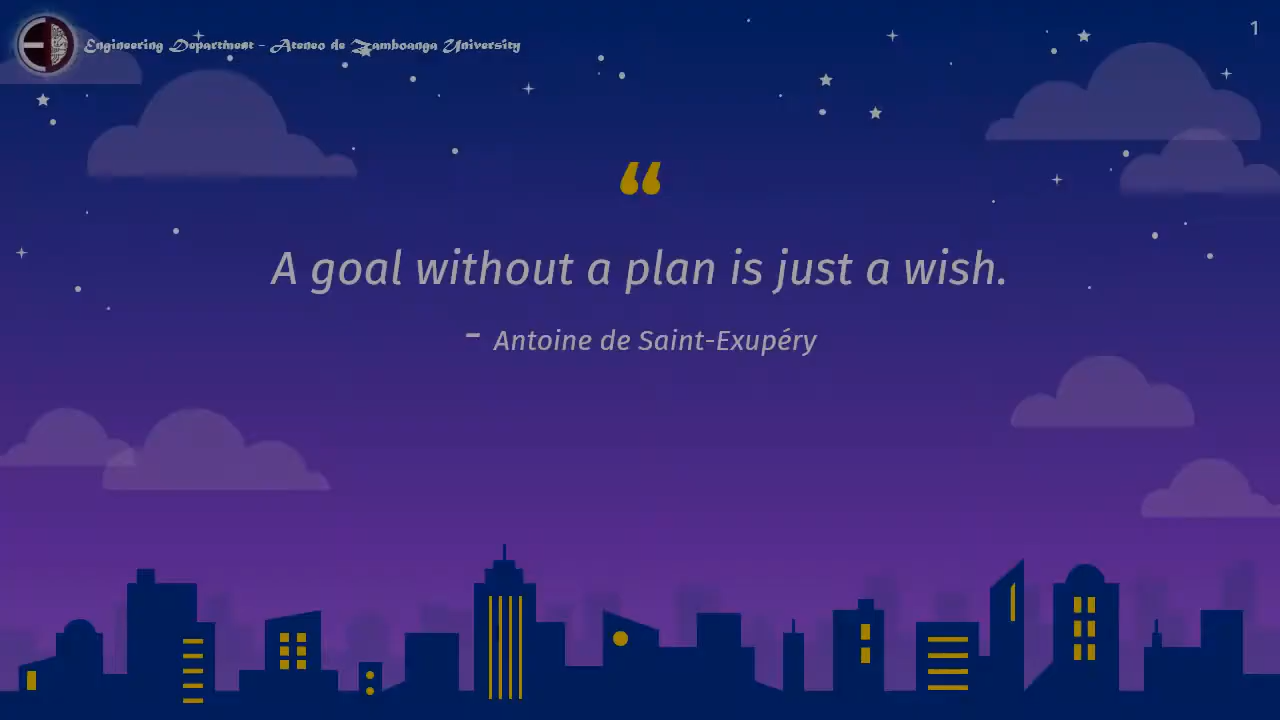 Engineering Department - Ateneo de Zamboanga University
1
“
A goal without a plan is just a wish.
- Antoine de Saint-Exupéry